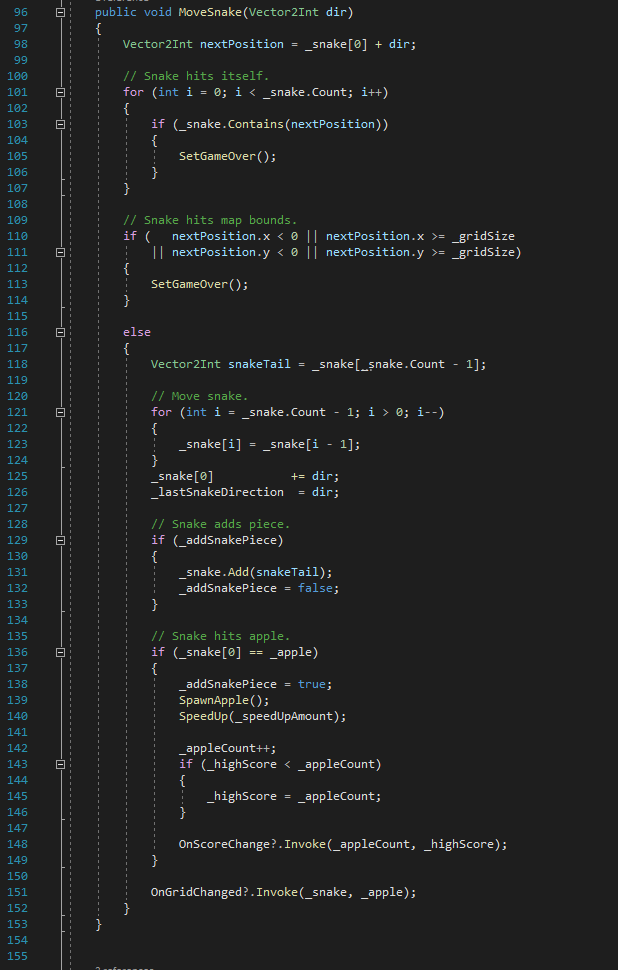 96 public void MoveSnake(Vector2Int dir)
97 {
98 Vector2Int nextPosition = _snake[0] + dir;
99
100 // Snake hits itself.
101 for (int i = 0; i < _snake.Count; i++)
102 {
103 if (_snake.Contains(nextPosition))
104 {
105 SetGameOver();
106 }
107 }
108
109 // Snake hits map bounds.
110 if (   nextPosition.x < 0 || nextPosition.x >= _gridSize
111 || nextPosition.y < 0 || nextPosition.y >= _gridSize)
112 {
113 SetGameOver();
114 }
115
116 else
117 {
118 Vector2Int snakeTail = _snake[_snake.Count - 1];
119
120 // Move snake.
121 for (int i = _snake.Count - 1; i > 0; i--)
122 {
123 _snake[i] = _snake[i - 1];
124 }
125 _snake[0]           += dir;
126 _lastSnakeDirection  = dir;
127
128 // Snake adds piece.
129 if (_addSnakePiece)
130 {
131 _snake.Add(snakeTail);
132 _addSnakePiece = false;
133 }
134
135 // Snake hits apple.
136 if (_snake[0] == _apple)
137 {
138 _addSnakePiece = true;
139 SpawnApple();
140 SpeedUp(_speedUpAmount);
141
142 _appleCount++;
143 if (_highScore < _appleCount)
144 {
145 _highScore = _appleCount;
146 }
147
148 OnScoreChange?.Invoke(_appleCount, _highScore);
149 }
150
151 OnGridChanged?.Invoke(_snake, _apple);
152 }
153 }
154
155